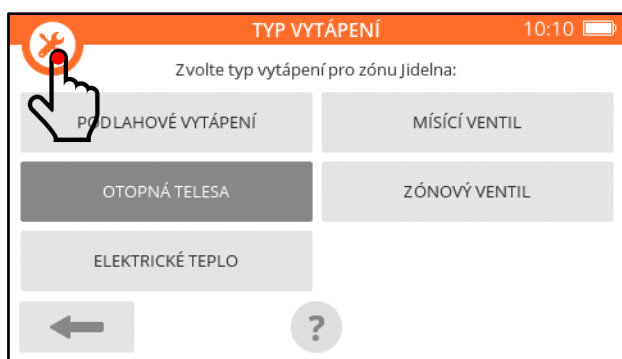 TYP VYTÁPENÍ 10:10
Zvolte typ vytápení pro zónu Jidelna:
PODLAHOVÉ VYTÁPENÍ MÍSÍCÍ VENTIL
OTOPNÁ TELESA ZÓNOVÝ VENTIL
ELEKTRICKÉ TEPLO
?